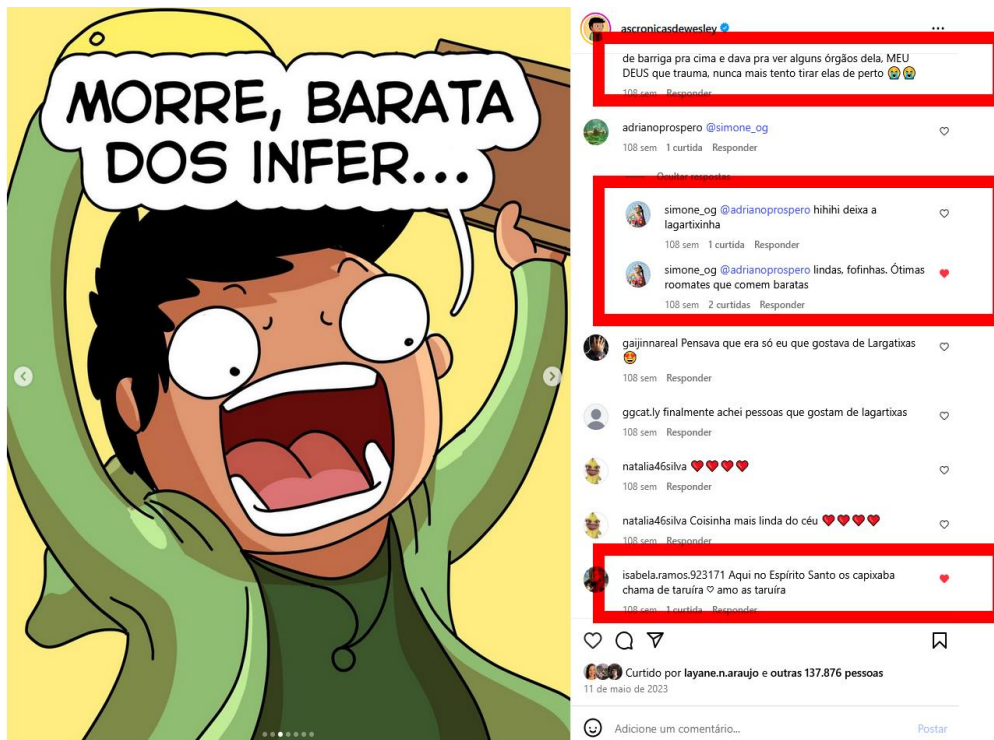 MORRE, BARATA
DOS INFER...
ascronicasdewesley
de barriga pra cima e dava pra ver alguns órgãos dela, MEU
DEUS que trauma, nunca mais tento tirar elas de perto 😭😭
108 sem Responder
adrianoprospero @simone_og
108 sem 1 curtida Responder
Ocultar respostas
simone_og @adrianoprospero hihihi deixa a
lagartixinha
108 sem 1 curtida Responder
simone_og @adrianoprospero lindas, fofinhas. Ótimas
roomates que comem baratas
108 sem 2 curtidas Responder
gaijinnareal Pensava que era só eu que gostava de Largatixas
😍
108 sem Responder
ggcat.ly finalmente achei pessoas que gostam de lagartixas
108 sem Responder
natalia46silva ❤️❤️❤️❤️
108 sem Responder
natalia46silva Coisinha mais linda do céu ❤️❤️❤️❤️
108 sem Responder
isabela.ramos.923171 Aqui no Espírito Santo os capixaba
chama de taruíra ♡ amo as taruíra
108 sem 1 curtida Responder
Curtido por layane.n.araujo e outras 137.876 pessoas
11 de maio de 2023
Adicione um comentário...
Postar